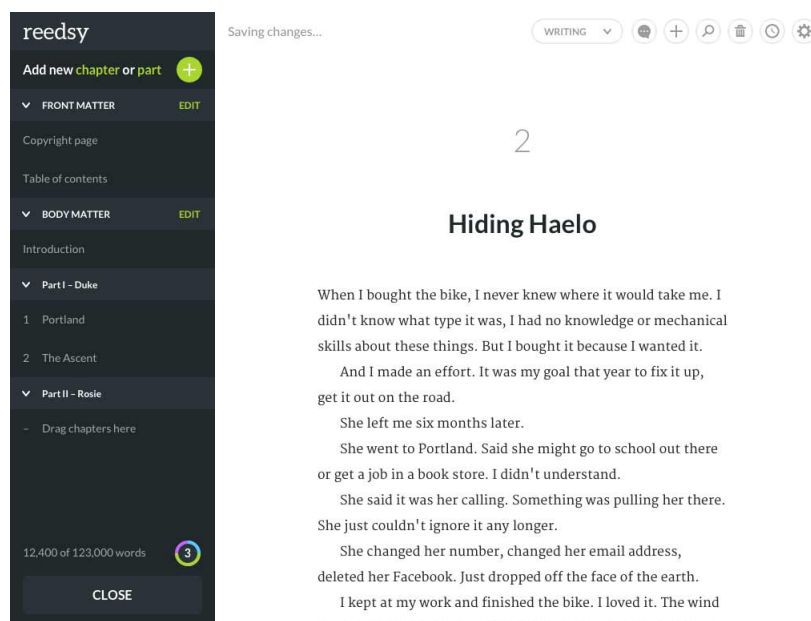 reedsy
Add new chapter or part
FRONT MATTER EDIT
Copyright page
Table of contents
BODY MATTER EDIT
Introduction
Part I – Duke
1 Portland
2 The Ascent
Part II – Rosie
– Drag chapters here
12,400 of 123,000 words 3
CLOSE
Saving changes...
WRITING
2
Hiding Haelo
When I bought the bike, I never knew where it would take me. I
didn't know what type it was, I had no knowledge or mechanical
skills about these things. But I bought it because I wanted it.
And I made an effort. It was my goal that year to fix it up,
get it out on the road.
She left me six months later.
She went to Portland. Said she might go to school out there
or get a job in a book store. I didn't understand.
She said it was her calling. Something was pulling her there.
She just couldn't ignore it any longer.
She changed her number, changed her email address,
deleted her Facebook. Just dropped off the face of the earth.
I kept at my work and finished the bike. I loved it. The wind